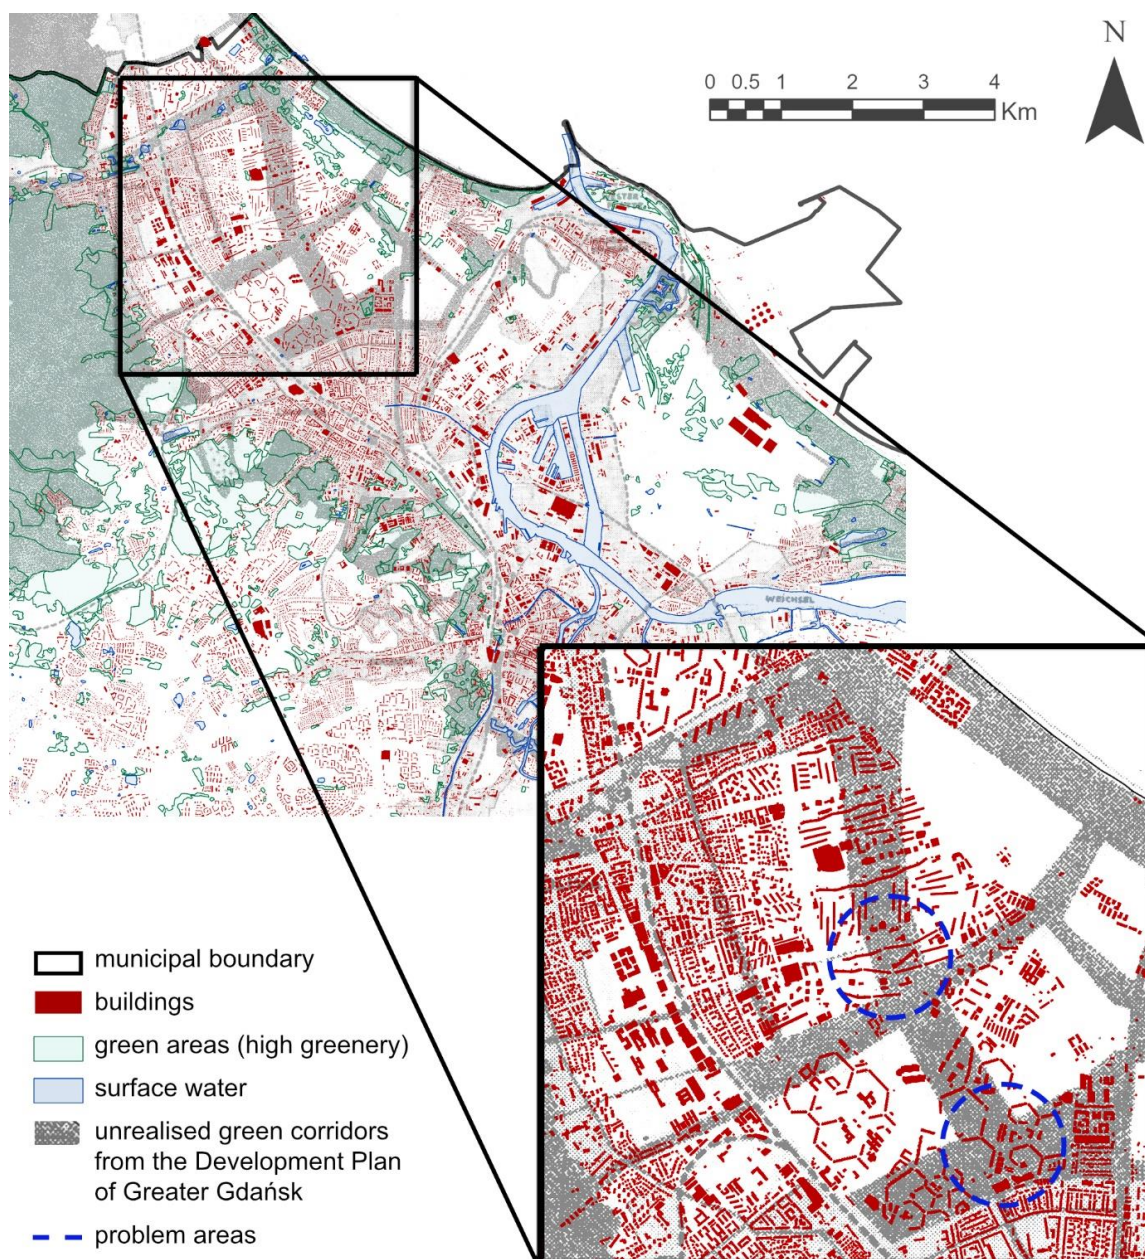 N
0 0.5 1 2 3 4
Km
WEICHSEL
municipal boundary
buildings
green areas (high greenery)
surface water
unrealised green corridors
from the Development Plan
of Greater Gdańsk
problem areas